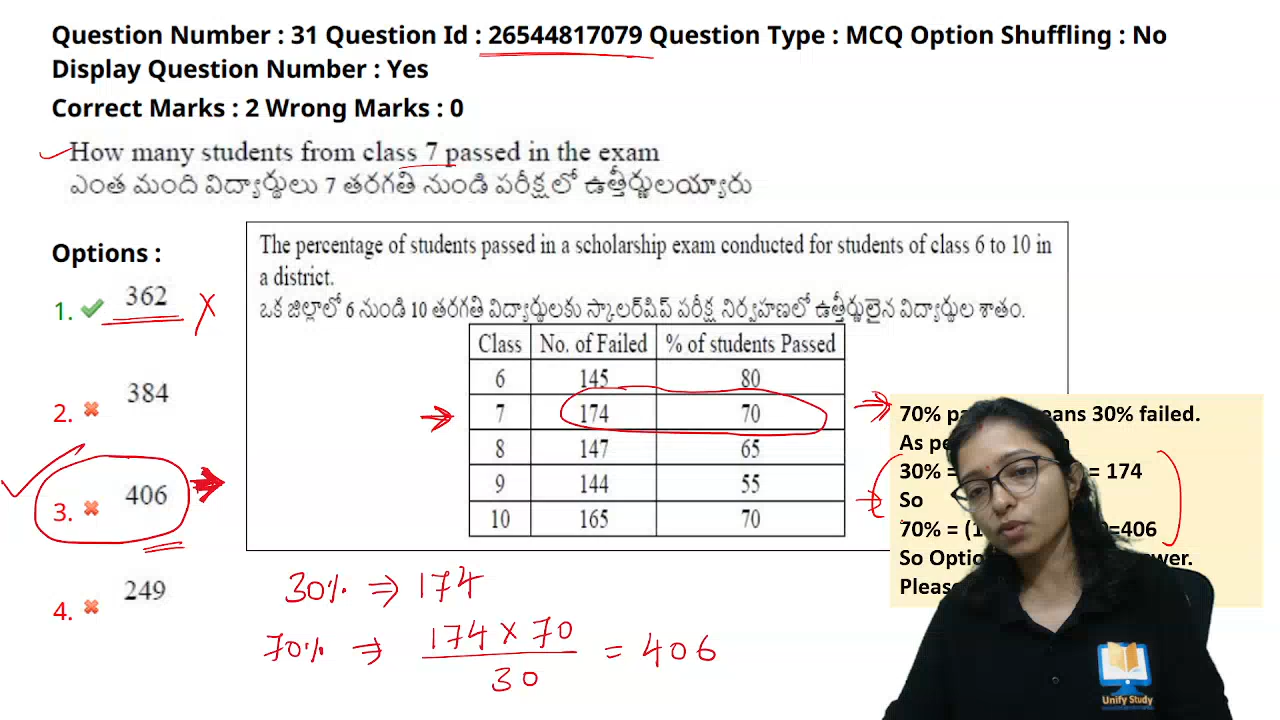 Question Number : 31 Question Id : 26544817079 Question Type : MCQ Option Shuffling : No
Display Question Number : Yes
Correct Marks : 2 Wrong Marks : 0
How many students from class 7 passed in the exam
ఎంత మంది విద్యార్థులు 7 తరగతి నుండి పరీక్ష లో ఉత్తీర్ణులయ్యారు
Options :
1. 362
2. 384
3. 406
4. 249
The percentage of students passed in a scholarship exam conducted for students of class 6 to 10 in
a district.
ఒక జిల్లాలో 6 నుండి 10 తరగతి విద్యార్థులకు స్కాలర్‌షిప్ పరీక్ష నిర్వహణలో ఉత్తీర్ణులైన విద్యార్థుల శాతం.
Class No. of Failed % of students Passed
6 145 80
7 174 70
8 147 65
9 144 55
10 165 70
70% pa ans 30% failed.
As pe
30% = = 174
So
70% = (1 =406
So Optio wer.
Pleas
30% ⇒ 174
70% ⇒ 174 × 70
30
= 406
Unify Study